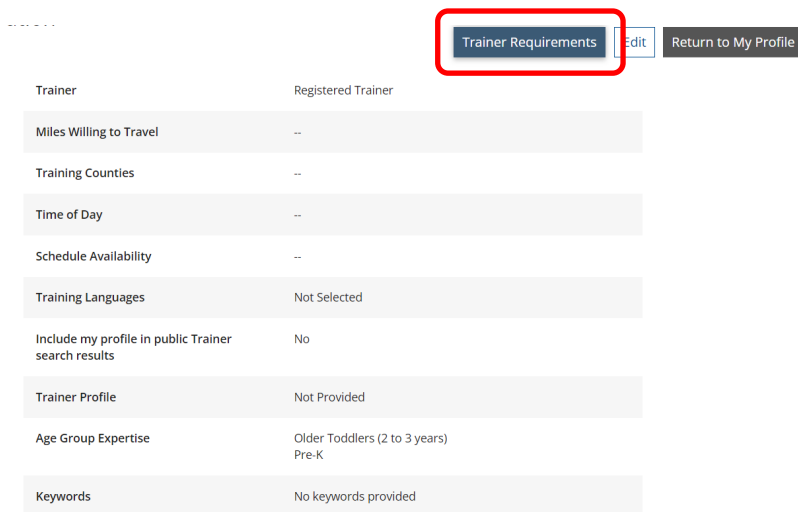 Trainer Requirements Edit Return to My Profile
Trainer Registered Trainer
Miles Willing to Travel --
Training Counties --
Time of Day --
Schedule Availability --
Training Languages Not Selected
Include my profile in public Trainer No
search results
Trainer Profile Not Provided
Age Group Expertise Older Toddlers (2 to 3 years)
Pre-K
Keywords No keywords provided